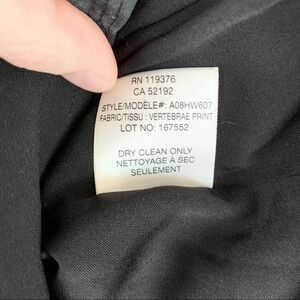 RN 119376
CA 52192
STYLE/MODÈLE#: A08HW607
FABRIC/TISSU : VERTEBRAE PRINT
LOT NO: 167552
DRY CLEAN ONLY
NETTOYAGE À SEC
SEULEMENT